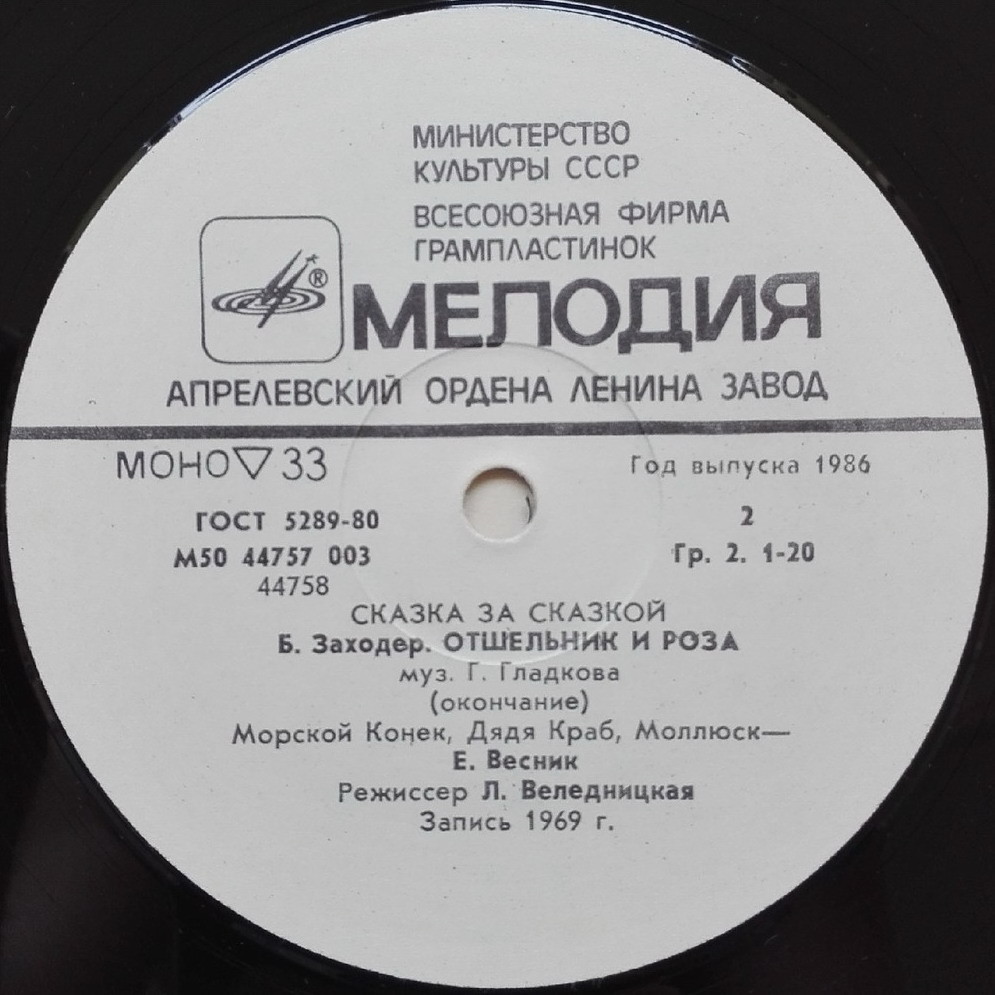 МИНИСТЕРСТВО
КУЛЬТУРЫ СССР
ВСЕСОЮЗНАЯ ФИРМА
ГРАМПЛАСТИНОК
®
МЕЛОДИЯ
АПРЕЛЕВСКИЙ ОРДЕНА ЛЕНИНА ЗАВОД
МОНО ▽ 33
Год выпуска 1986
ГОСТ 5289-80
2
М50 44757 003
Гр. 2. 1-20
44758
СКАЗКА ЗА СКАЗКОЙ
Б. Заходер. ОТШЕЛЬНИК И РОЗА
муз. Г. Гладкова
(окончание)
Морской Конек, Дядя Краб, Моллюск—
Е. Весник
Режиссер Л. Веледницкая
Запись 1969 г.